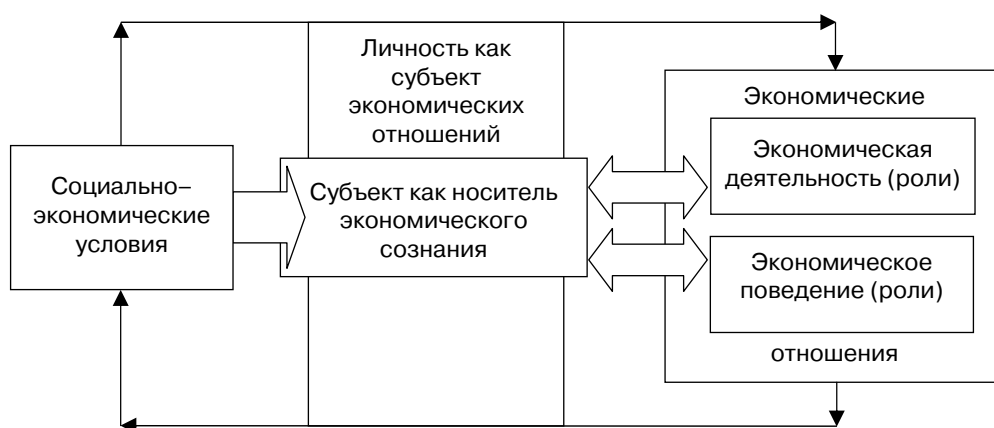 Личность как
субъект
экономических
отношений
Социально–
экономические
условия
Субъект как носитель
экономического
сознания
Экономические
Экономическая
деятельность (роли)
Экономическое
поведение (роли)
отношения